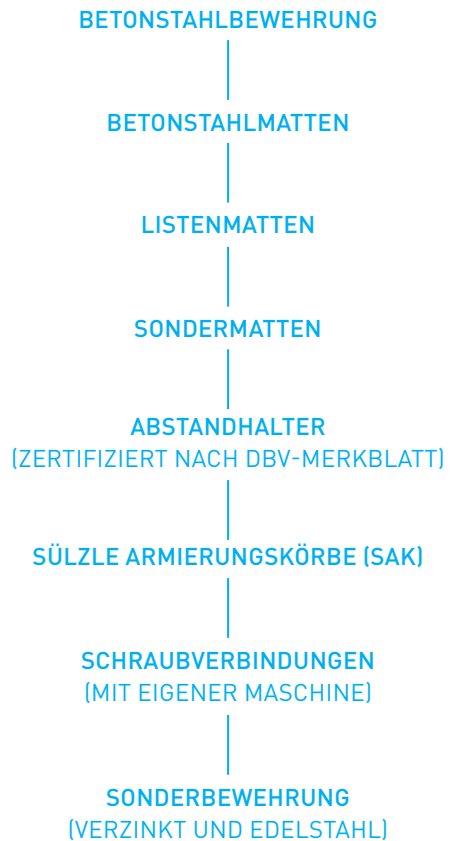 BETONSTAHLBEWEHRUNG
BETONSTAHLMATTEN
LISTENMATTEN
SONDERMATTEN
ABSTANDHALTER
(ZERTIFIZIERT NACH DBV-MERKBLATT)
SÜLZLE ARMIERUNGSKÖRBE (SAK)
SCHRAUBVERBINDUNGEN
(MIT EIGENER MASCHINE)
SONDERBEWEHRUNG
(VERZINKT UND EDELSTAHL)